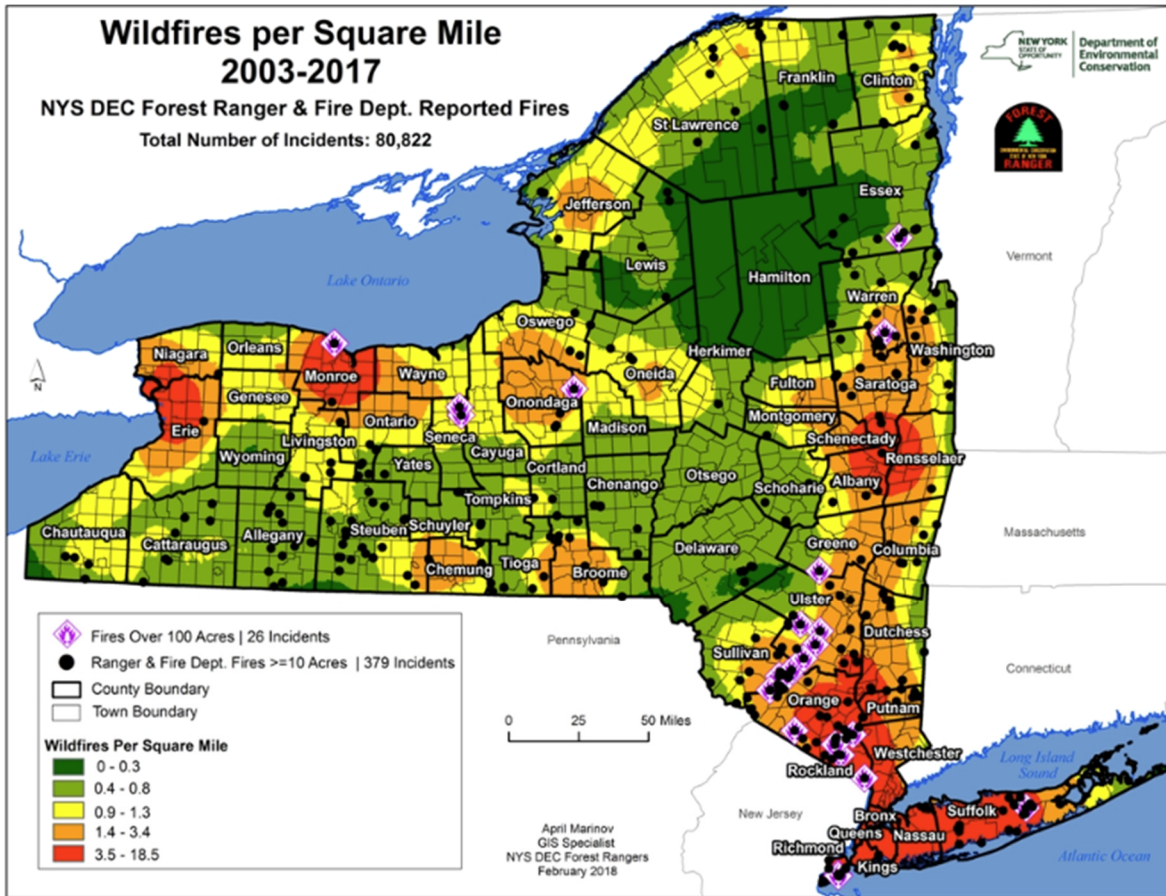 Wildfires per Square Mile
2003-2017
NYS DEC Forest Ranger & Fire Dept. Reported Fires
Total Number of Incidents: 80,822
NEW YORK
STATE OF
OPPORTUNITY
Department of
Environmental
Conservation
FOREST
ENVIRONMENTAL CONSERVATION
STATE OF NEW YORK
RANGER
Franklin
Clinton
St Lawrence
Essex
Jefferson
Vermont
Lewis
Hamilton
Lake Ontario
Warren
Oswego
Niagara
Orleans
Herkimer
Washington
Monroe
Wayne
Oneida
Fulton
Saratoga
Genesee
Onondaga
Montgomery
Ontario
Madison
Erie
Seneca
Schenectady
Livingston
Lake Erie
Wyoming
Yates
Cayuga
Rensselaer
Cortland
Otsego
Albany
Chenango
Schoharie
Tompkins
Chautauqua
Cattaraugus
Allegany
Steuben
Schuyler
Massachusetts
Delaware
Greene
Columbia
Chemung
Tioga
Broome
N
Ulster
Fires Over 100 Acres | 26 Incidents
Pennsylvania
Dutchess
Sullivan
Ranger & Fire Dept. Fires >=10 Acres | 379 Incidents
Connecticut
County Boundary
Town Boundary
Orange
Putnam
0 25 50 Miles
Wildfires Per Square Mile
0 - 0.3
0.4 - 0.8
0.9 - 1.3
1.4 - 3.4
3.5 - 18.5
Westchester
Rockland
Long Island
Sound
New Jersey
Suffolk
Bronx
Queens
Nassau
Richmond
Kings
Atlantic Ocean
April Marinov
GIS Specialist
NYS DEC Forest Rangers
February 2018